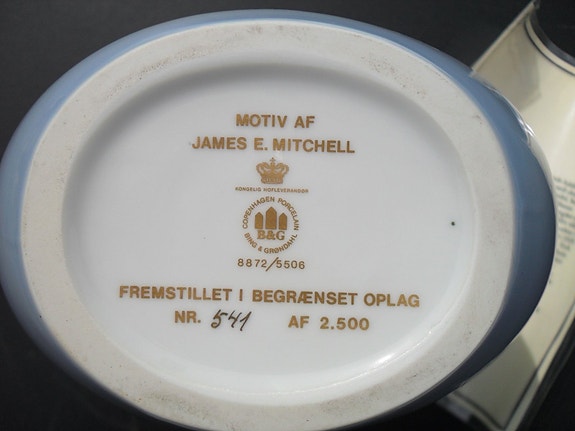 MOTIV AF
JAMES E. MITCHELL
KONGELIG HOFLEVERANDØR
COPENHAGEN PORCELAIN
B&G
BING & GRØNDAHL
8872/5506
FREMSTILLET I BEGRÆNSET OPLAG
NR. 541 AF 2.500